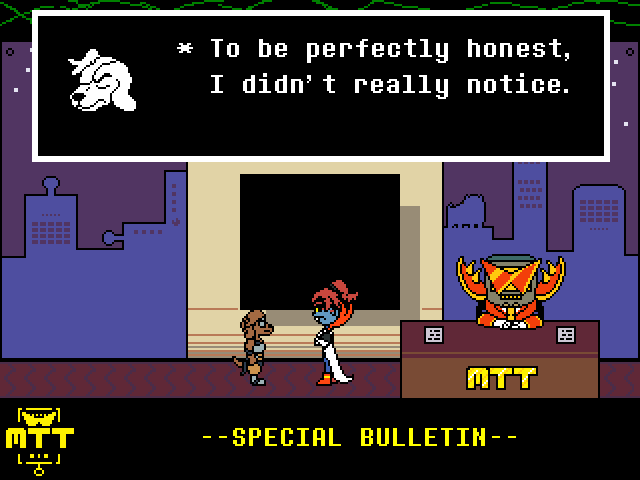 * To be perfectly honest,
I didn't really notice.
MTT
MTT
--SPECIAL BULLETIN--